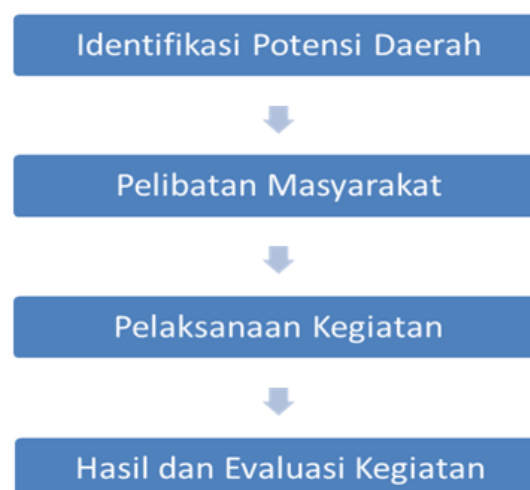 Identifikasi Potensi Daerah
Pelibatan Masyarakat
Pelaksanaan Kegiatan
Hasil dan Evaluasi Kegiatan